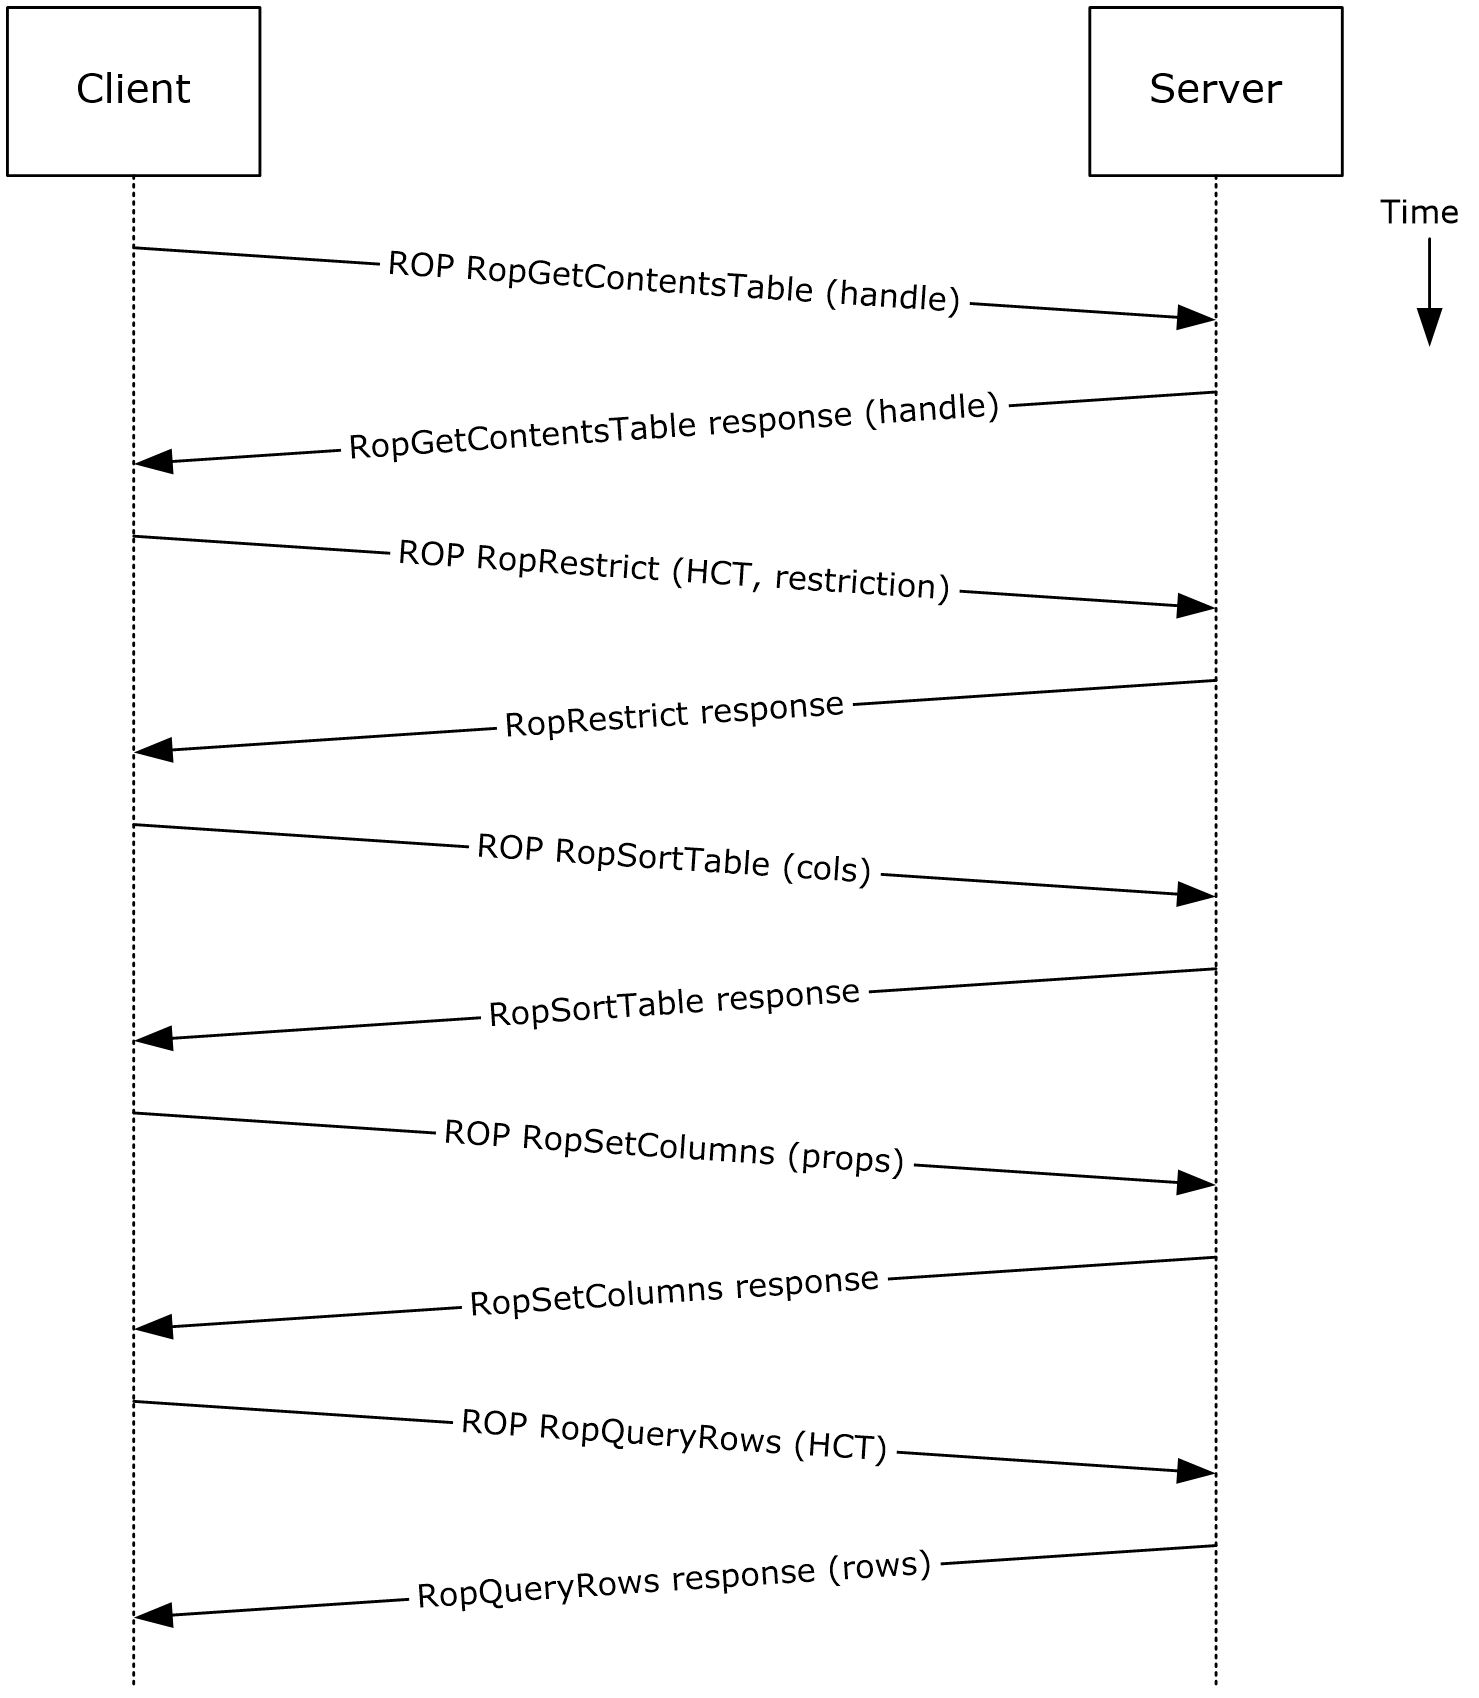 Client
Server
Time
ROP RopGetContentsTable (handle)
RopGetContentsTable response (handle)
ROP RopRestrict (HCT, restriction)
RopRestrict response
ROP RopSortTable (cols)
RopSortTable response
ROP RopSetColumns (props)
RopSetColumns response
ROP RopQueryRows (HCT)
RopQueryRows response (rows)